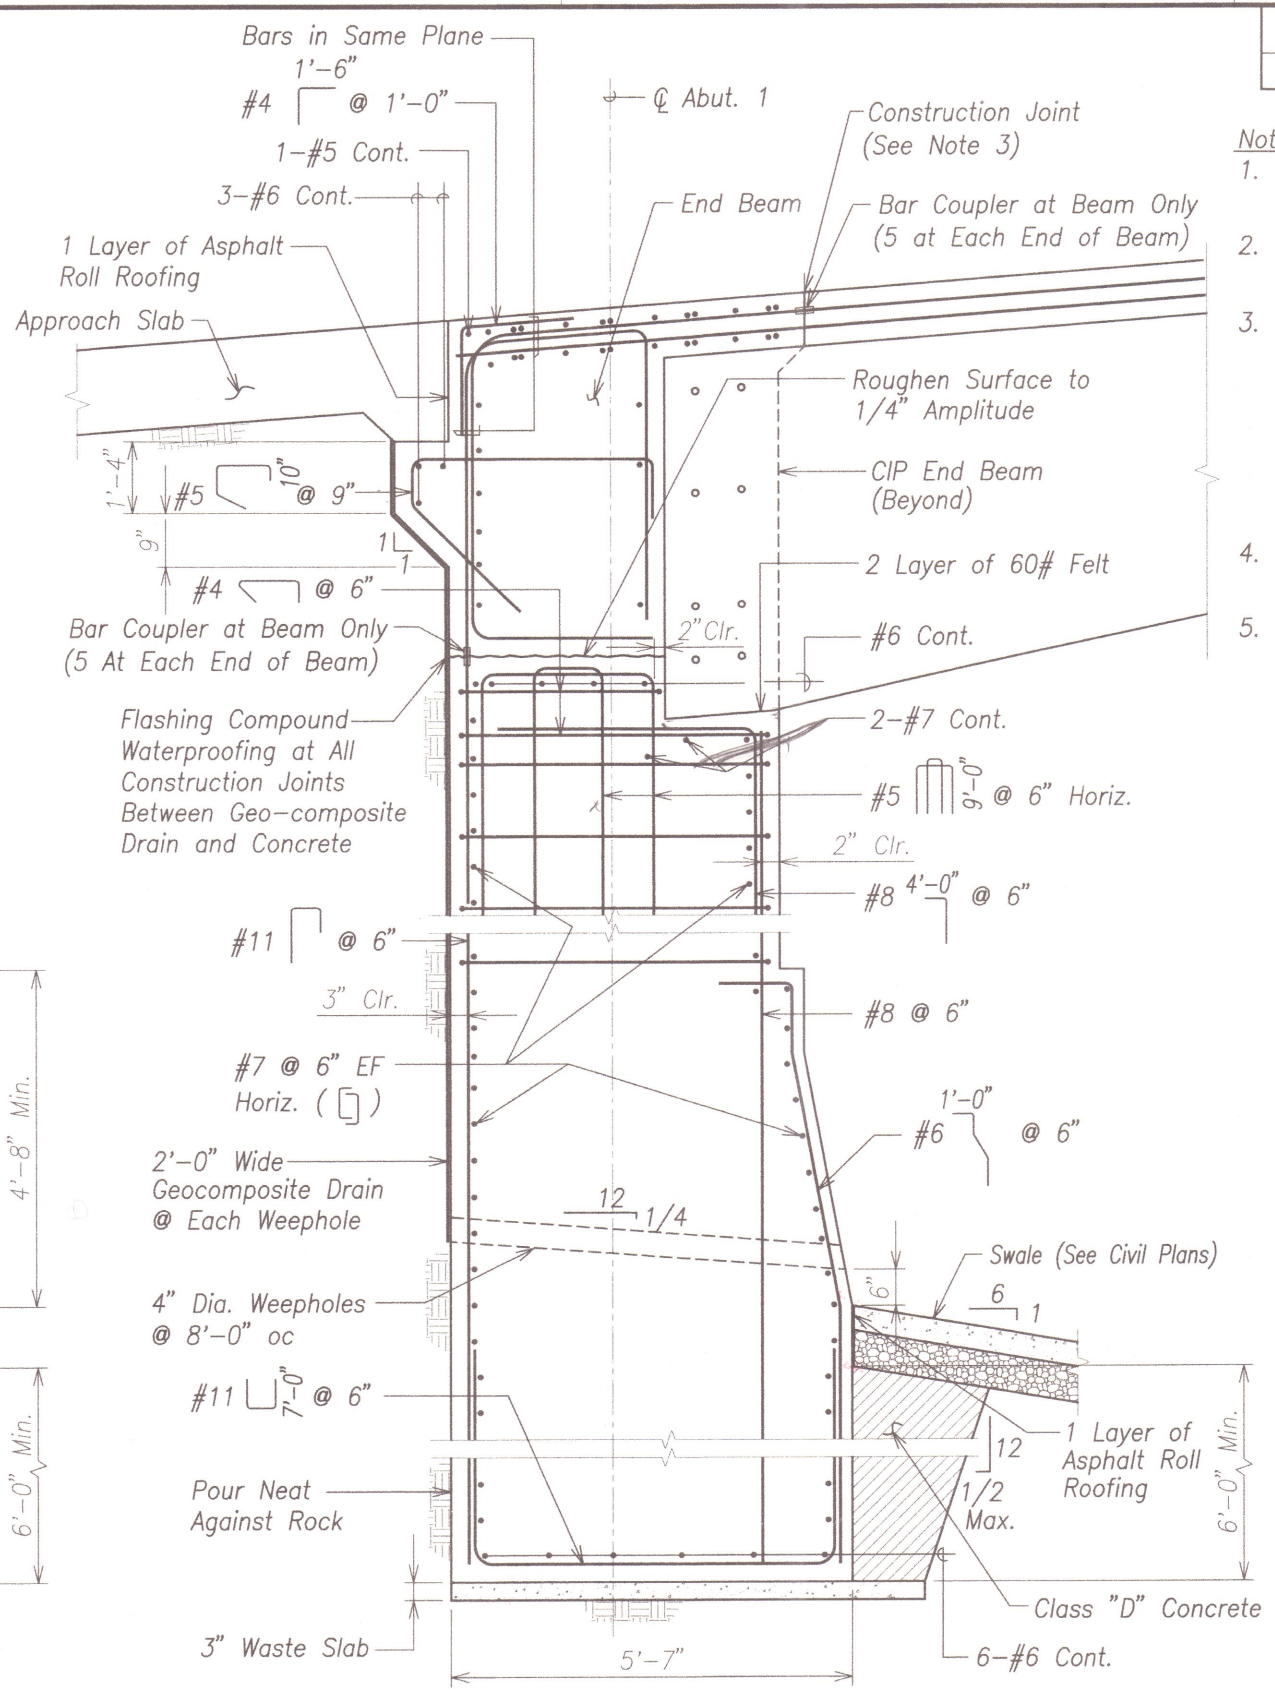 Bars in Same Plane
1'-6"
#4 @ 1'-0"
1-#5 Cont.
3-#6 Cont.
1 Layer of Asphalt
Roll Roofing
Approach Slab
℄ Abut. 1
Construction Joint
(See Note 3)
End Beam
Bar Coupler at Beam Only
(5 at Each End of Beam)
Not
1.
2.
3.
4.
5.
Roughen Surface to
1/4" Amplitude
CIP End Beam
(Beyond)
2 Layer of 60# Felt
#6 Cont.
2-#7 Cont.
#5 9'-0" @ 6" Horiz.
2" Clr.
#8 4'-0" @ 6"
#8 @ 6"
1'-0"
#6 @ 6"
1'-4"
#5 10" @ 9"
9"
1
1
#4 @ 6"
Bar Coupler at Beam Only
(5 At Each End of Beam)
2" Clr.
Flashing Compound
Waterproofing at All
Construction Joints
Between Geo-composite
Drain and Concrete
#11 @ 6"
3" Clr.
#7 @ 6" EF
Horiz. ( )
4'-8" Min.
2'-0" Wide
Geocomposite Drain
@ Each Weephole
12
1/4
4" Dia. Weepholes
@ 8'-0" oc
6"
Swale (See Civil Plans)
6
1
#11 7'-0" @ 6"
6'-0" Min.
Pour Neat
Against Rock
12
1/2
Max.
1 Layer of
Asphalt Roll
Roofing
6'-0" Min.
Class "D" Concrete
6-#6 Cont.
3" Waste Slab
5'-7"